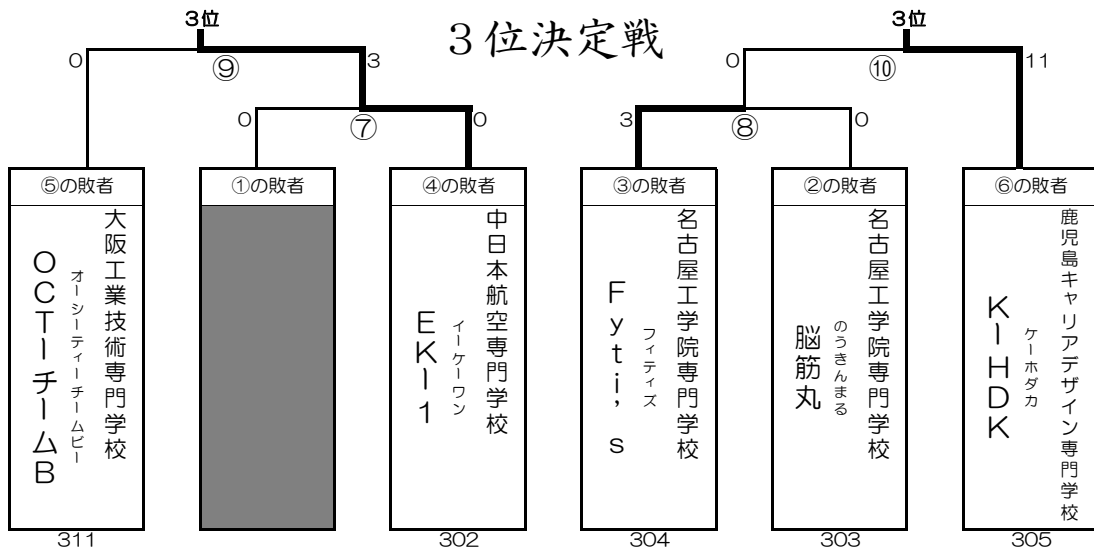 ３位決定戦
3位
3位
0
⑨
3
0
⑩
11
0
⑦
0
3
⑧
0
⑤の敗者
①の敗者
④の敗者
③の敗者
②の敗者
⑥の敗者
大阪工業技術専門学校
オーシーティーチームビー
ＯＣＴーチームＢ
中日本航空専門学校
イーケーワン
ＥＫー１
名古屋工学院専門学校
フィティズ
Ｆｙｔｉ’ｓ
名古屋工学院専門学校
のうきんまる
脳筋丸
鹿児島キャリアデザイン専門学校
ケーホダカ
ＫーＨＤＫ
311
302
304
303
305